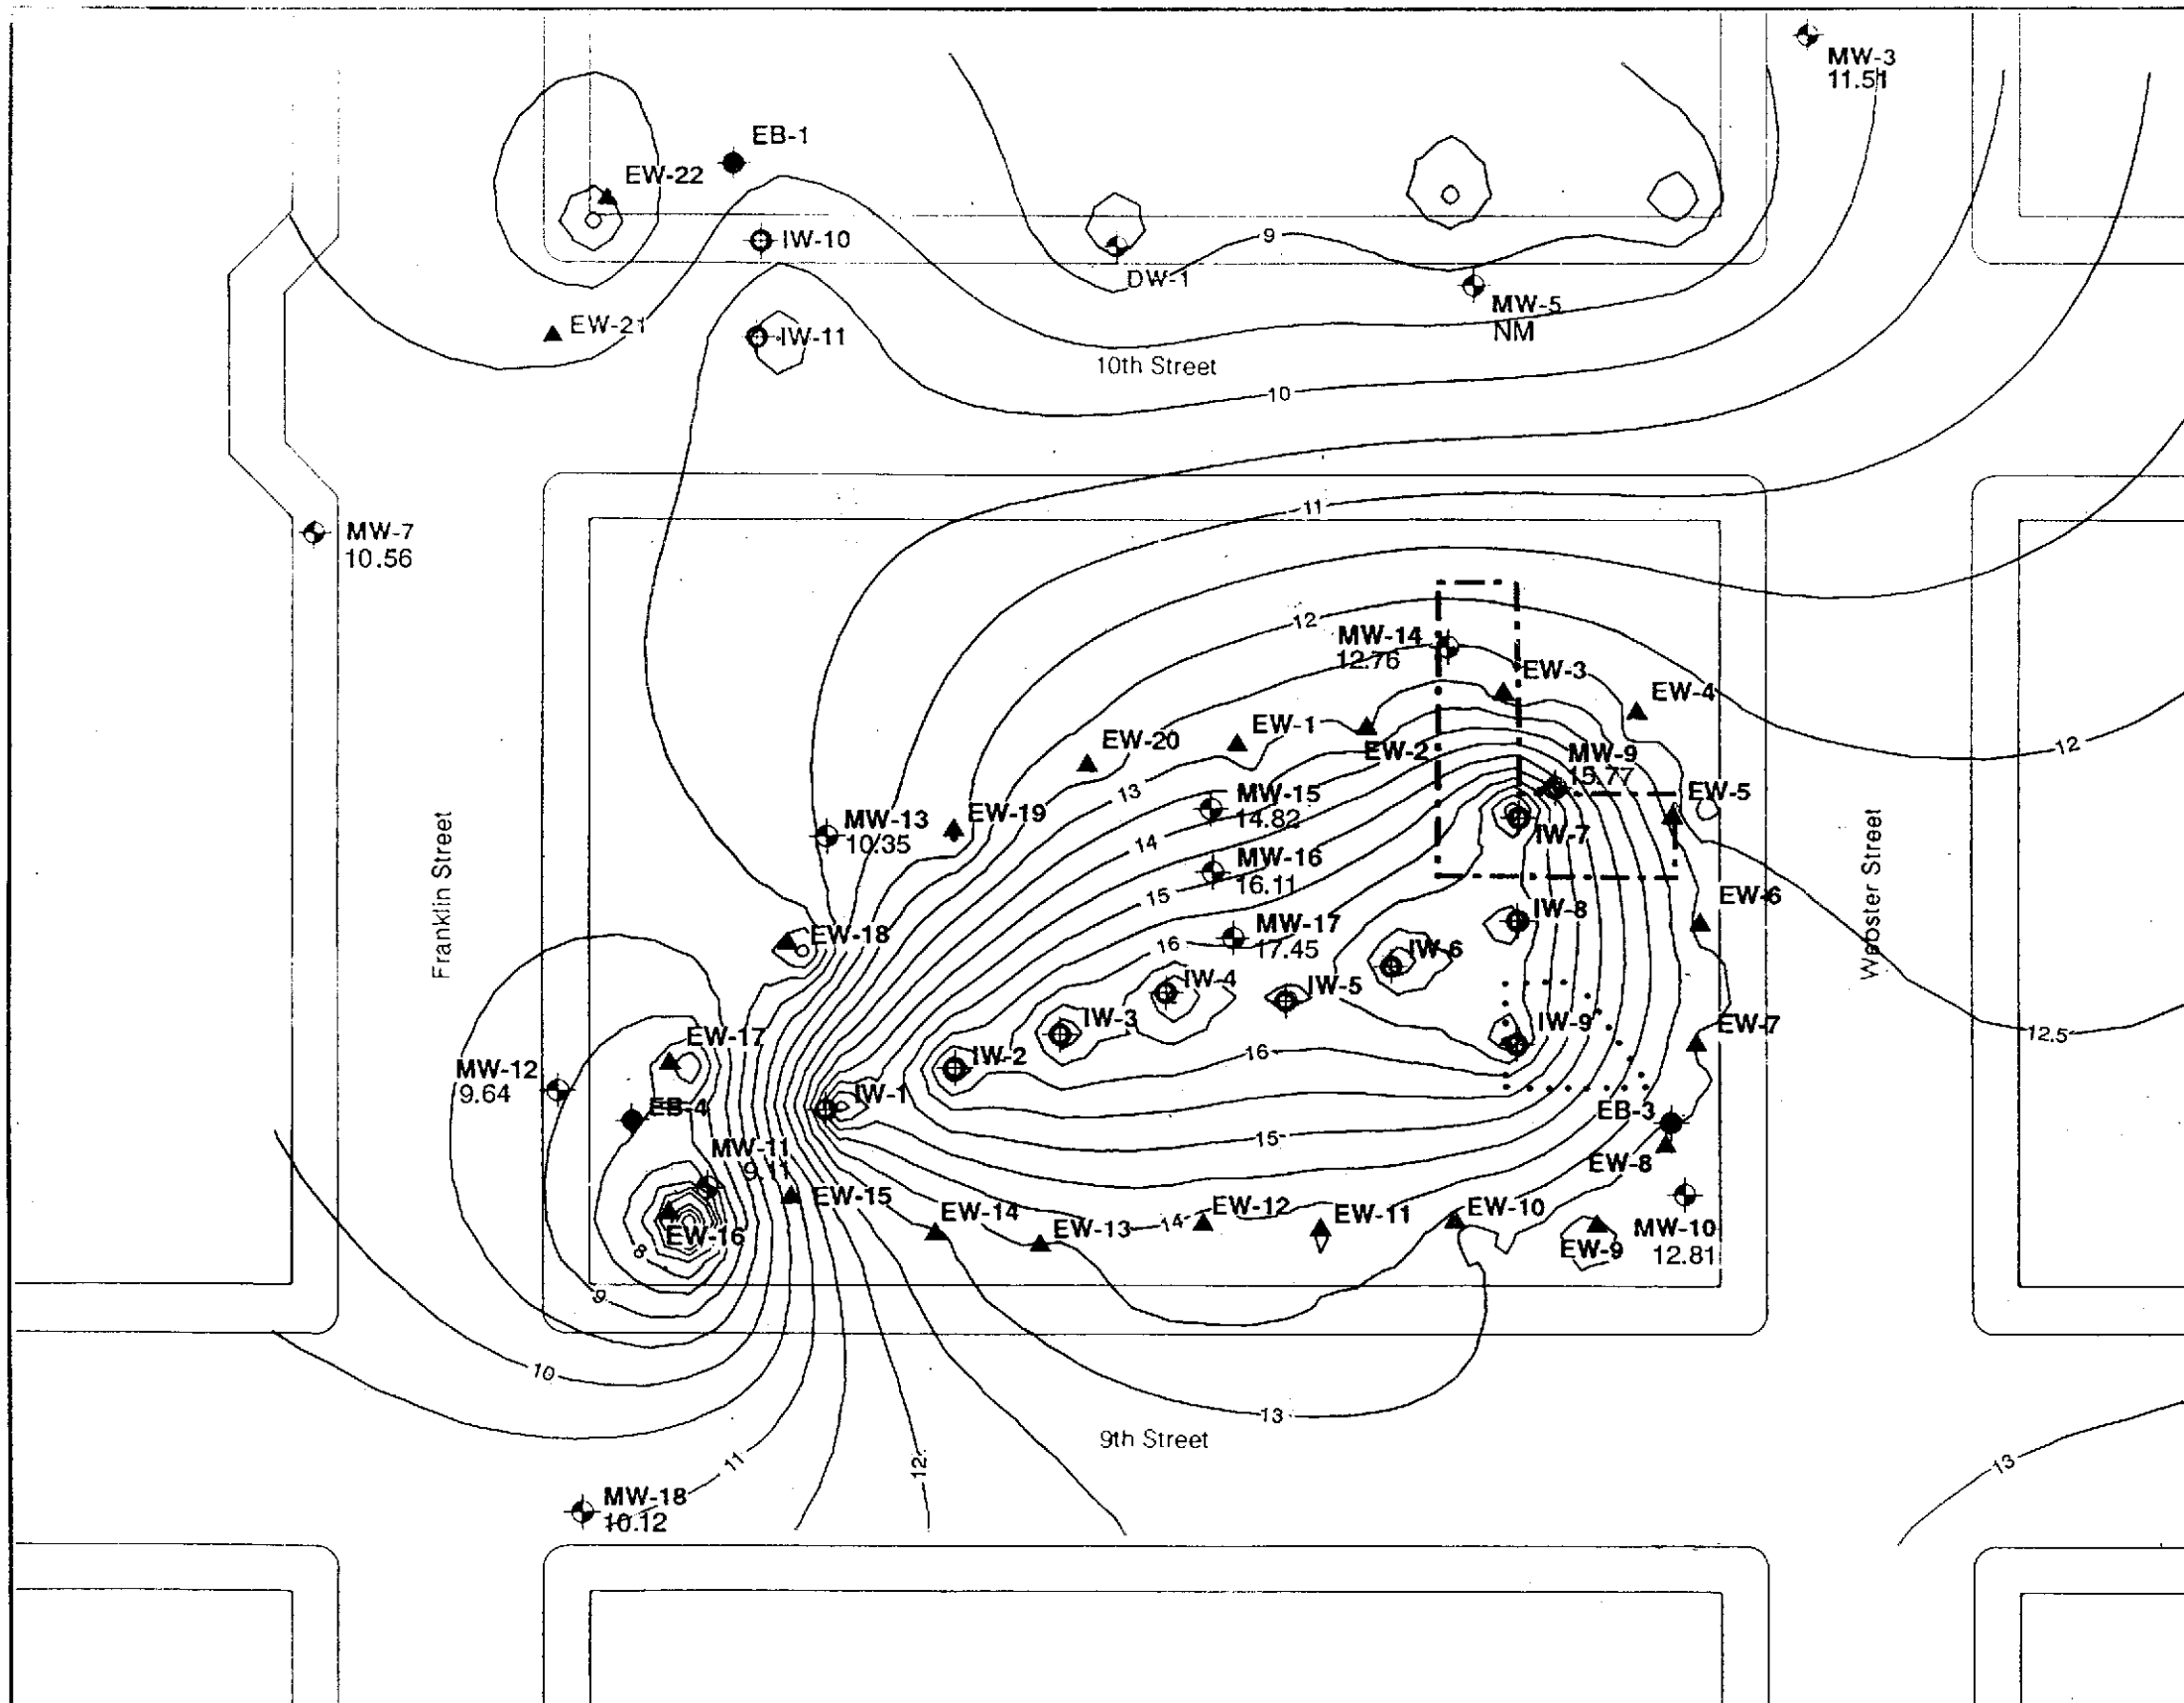 MW-3
11.51
EB-1
EW-22
IW-10
9
DW-1
MW-5
NM
EW-21
IW-11
10th Street
10
11
MW-7
10.56
12
MW-14
12.76
EW-3
EW-4
EW-20
EW-1
EW-2
MW-9
15.77
12
13
MW-15
14.82
EW-5
MW-13
10.35
EW-19
IW-7
14
MW-16
16.11
Franklin Street
Webster Street
15
EW-6
IW-8
EW-18
16
MW-17
17.45
IW-6
IW-4
IW-5
IW-3
IW-9
EW-7
12.5
EW-17
IW-2
16
MW-12
9.64
IW-1
EB-4
EB-3
MW-11
9.11
15
EW-8
EW-15
EW-14
EW-13
14
EW-12
EW-11
EW-10
EW-9
MW-10
12.81
EW-16
8
9
10
13
9th Street
11
12
13
MW-18
10.12